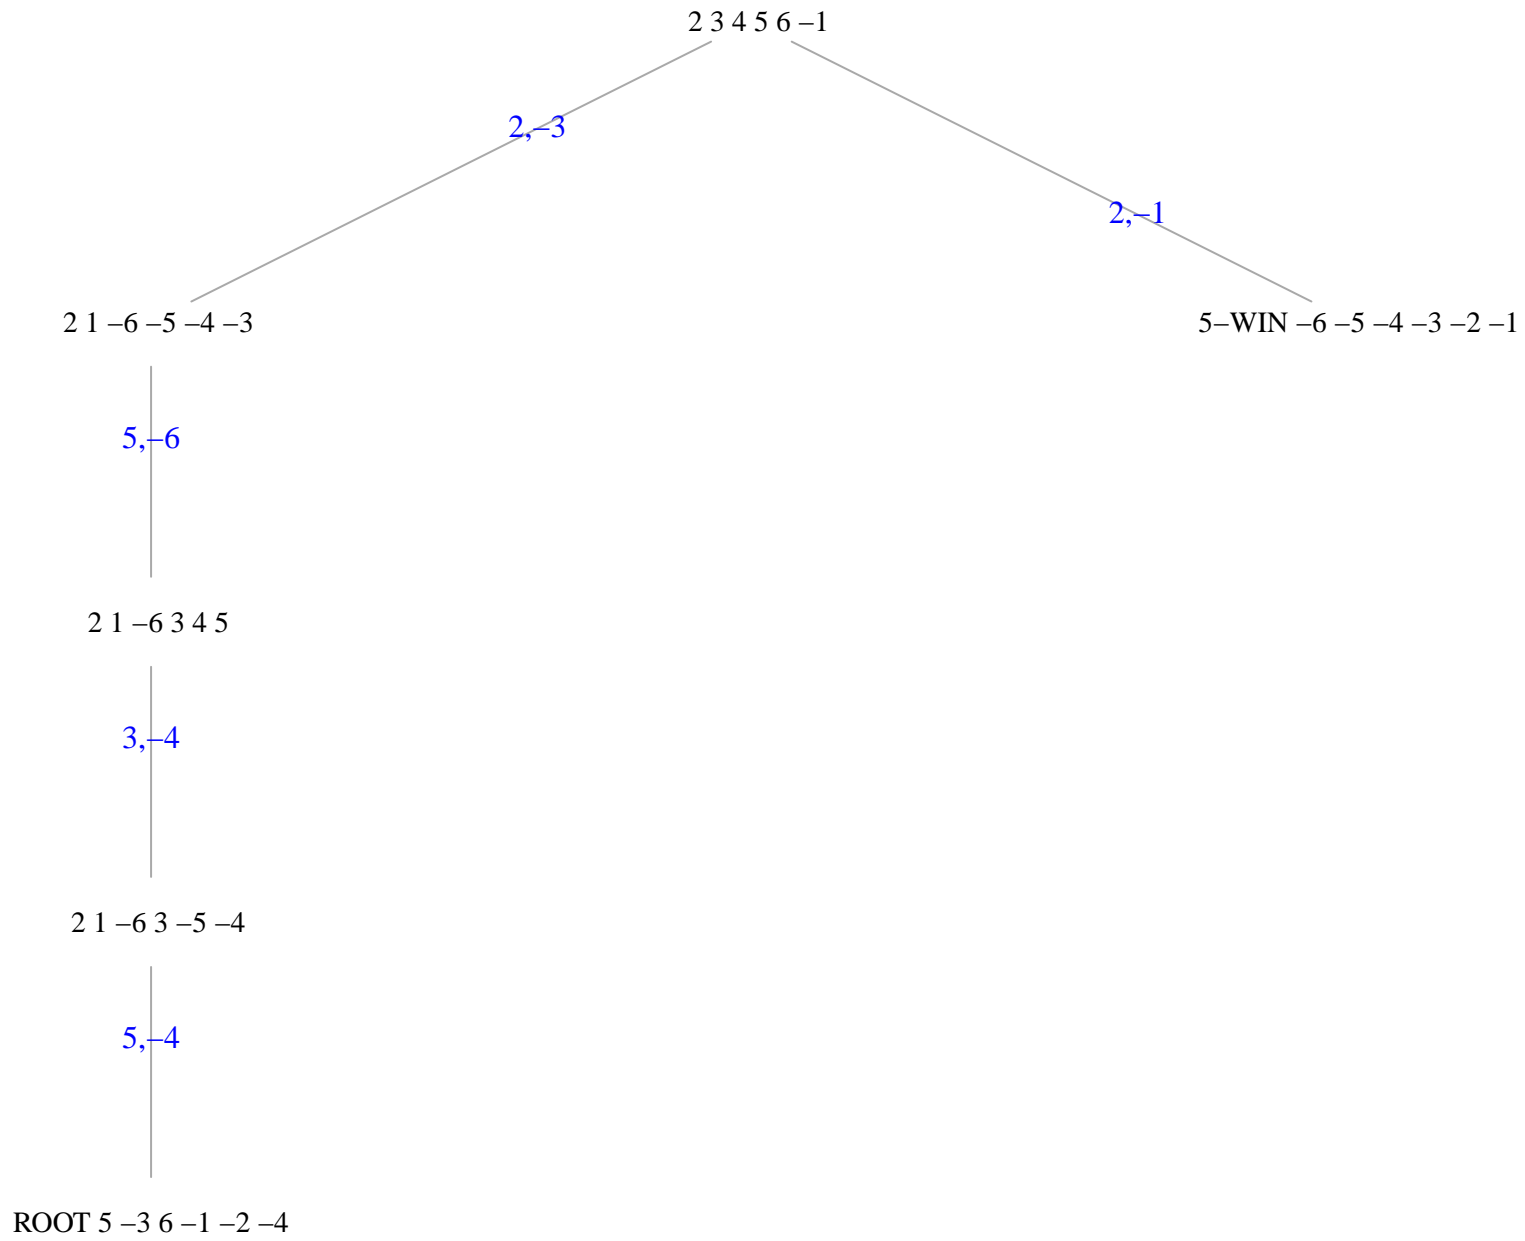 2 3 4 5 6 –1
2,–3
2,–1
2 1 –6 –5 –4 –3
5–WIN –6 –5 –4 –3 –2 –1
5,–6
2 1 –6 3 4 5
3,–4
2 1 –6 3 –5 –4
5,–4
ROOT 5 –3 6 –1 –2 –4